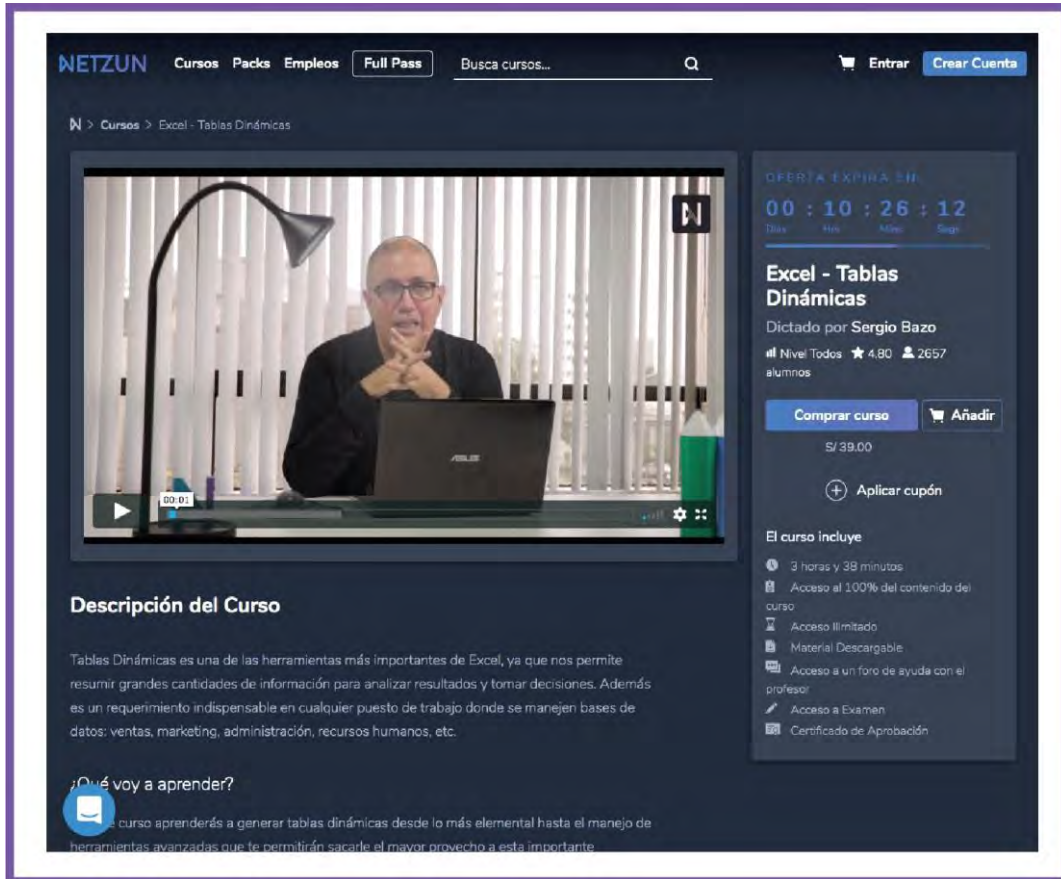 NETZUN Cursos Packs Empleos Full Pass Busca cursos... Entrar Crear Cuenta
N > Cursos > Excel - Tablas Dinámicas
N
ASUS
00:01
OFERTA EXPIRA EN
00 : 10 : 26 : 12
Días Hrs Mins Segs
Excel - Tablas
Dinámicas
Dictado por Sergio Bazo
Nivel Todos ★ 4.80 2657
alumnos
Comprar curso Añadir
S/ 39.00
Aplicar cupón
El curso incluye
3 horas y 38 minutos
Acceso al 100% del contenido del
curso
Acceso Ilimitado
Material Descargable
Acceso a un foro de ayuda con el
profesor
Acceso a Examen
Certificado de Aprobación
Descripción del Curso
Tablas Dinámicas es una de las herramientas más importantes de Excel, ya que nos permite
resumir grandes cantidades de información para analizar resultados y tomar decisiones. Además
es un requerimiento indispensable en cualquier puesto de trabajo donde se manejen bases de
datos: ventas, marketing, administración, recursos humanos, etc.
¿Qué voy a aprender?
curso aprenderás a generar tablas dinámicas desde lo más elemental hasta el manejo de
herramientas avanzadas que te permitirán sacarle el mayor provecho a esta importante